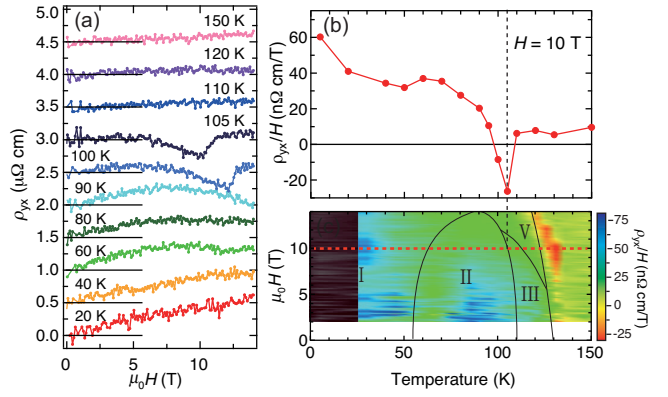 (a)
150 K
120 K
110 K
105 K
100 K
90 K
80 K
60 K
40 K
20 K
4.5
4.0
3.5
3.0
2.5
2.0
1.5
1.0
0.5
0.0
ρyx (μΩ cm)
0
5
10
μ0H (T)
(b)
H = 10 T
60
40
20
0
-20
ρyx/H (nΩ cm/T)
I
II
III
V
10
0
μ0H (T)
0
50
100
150
Temperature (K)
75
50
25
0
-25
ρyx/H (nΩ cm/T)